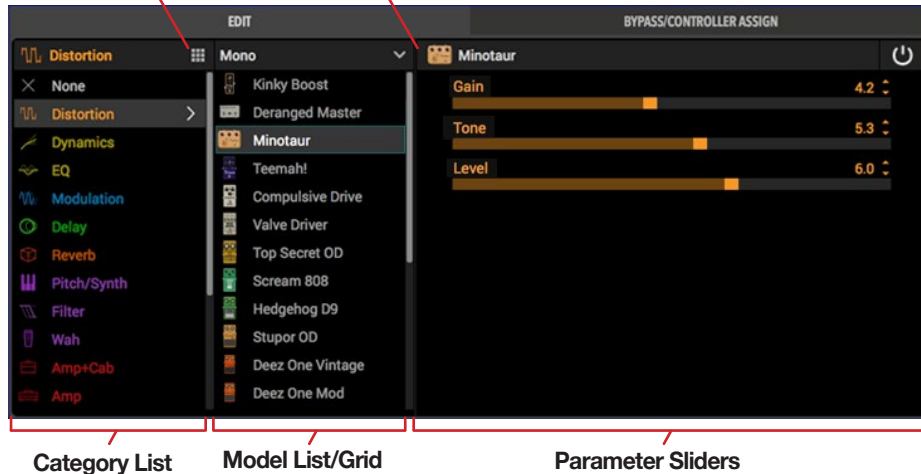 EDIT
BYPASS/CONTROLLER ASSIGN
Distortion
Mono
Minotaur
None
Distortion
Dynamics
EQ
Modulation
Delay
Reverb
Pitch/Synth
Filter
Wah
Amp+Cab
Amp
Kinky Boost
Deranged Master
Minotaur
Teemah!
Compulsive Drive
Valve Driver
Top Secret OD
Scream 808
Hedgehog D9
Stupor OD
Deez One Vintage
Deez One Mod
Gain 4.2
Tone 5.3
Level 6.0
Category List
Model List/Grid
Parameter Sliders